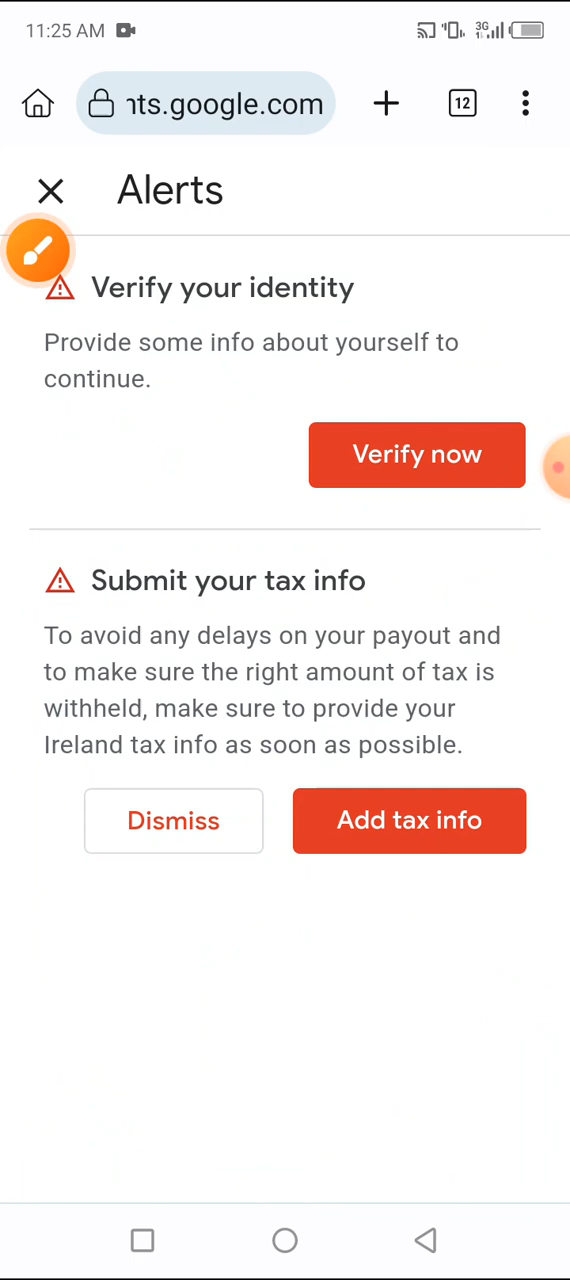 11:25 AM
3G
nts.google.com
12
Alerts
Verify your identity
Provide some info about yourself to
continue.
Verify now
Submit your tax info
To avoid any delays on your payout and
to make sure the right amount of tax is
withheld, make sure to provide your
Ireland tax info as soon as possible.
Dismiss
Add tax info